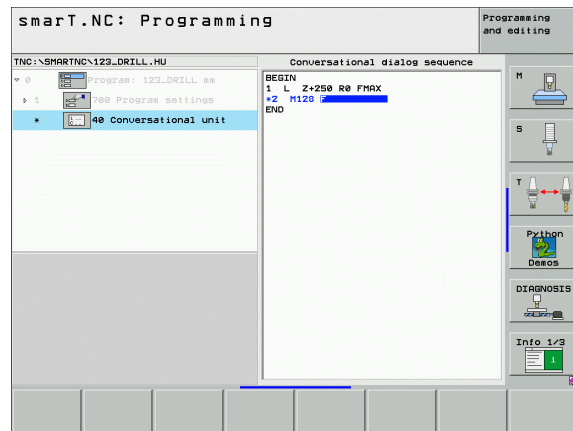 smarT.NC: Programming
Programming
and editing
TNC:\SMARTNC\123_DRILL.HU
Conversational dialog sequence
0 Program: 123_DRILL mm
1 700 Program settings
* 40 Conversational unit
BEGIN
1 L Z+250 R0 FMAX
*2 M128 F
END
M
S
T
Python
Demos
DIAGNOSIS
Info 1/3
i